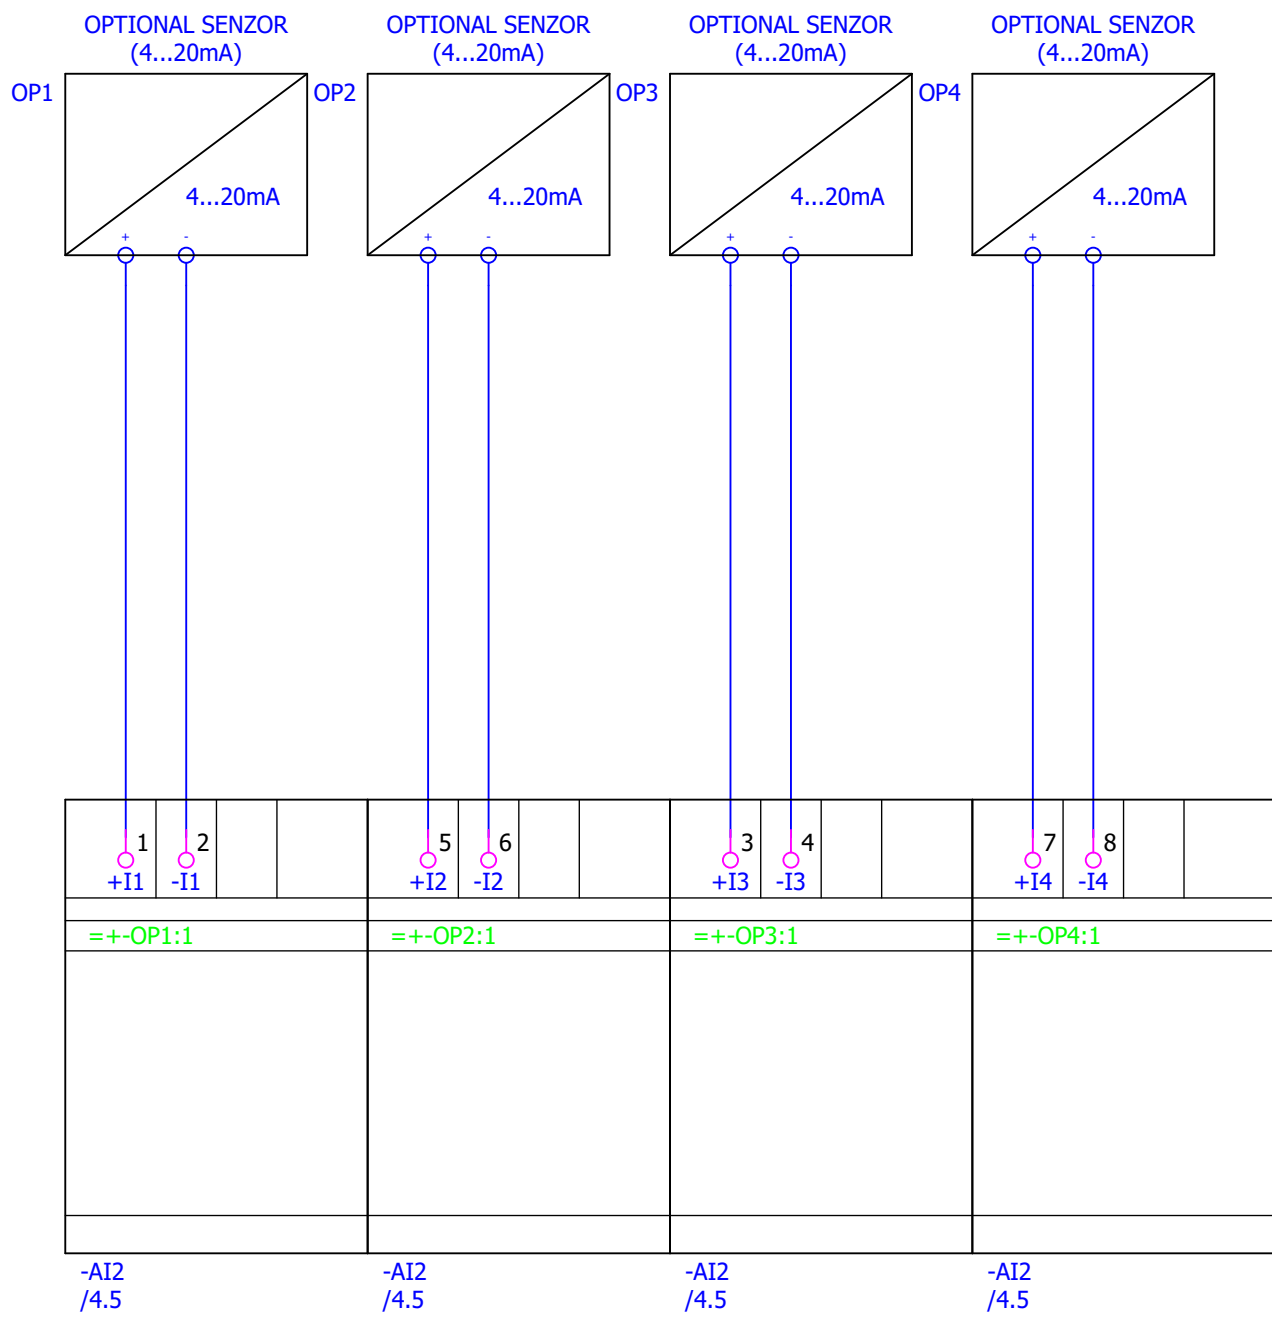 OPTIONAL SENZOR
(4...20mA)
OPTIONAL SENZOR
(4...20mA)
OPTIONAL SENZOR
(4...20mA)
OPTIONAL SENZOR
(4...20mA)
OP1
OP2
OP3
OP4
4...20mA
4...20mA
4...20mA
4...20mA
+ -
+ -
+ -
+ -
1 2
5 6
3 4
7 8
+I1 -I1
+I2 -I2
+I3 -I3
+I4 -I4
=+-OP1:1
=+-OP2:1
=+-OP3:1
=+-OP4:1
-AI2
/4.5
-AI2
/4.5
-AI2
/4.5
-AI2
/4.5